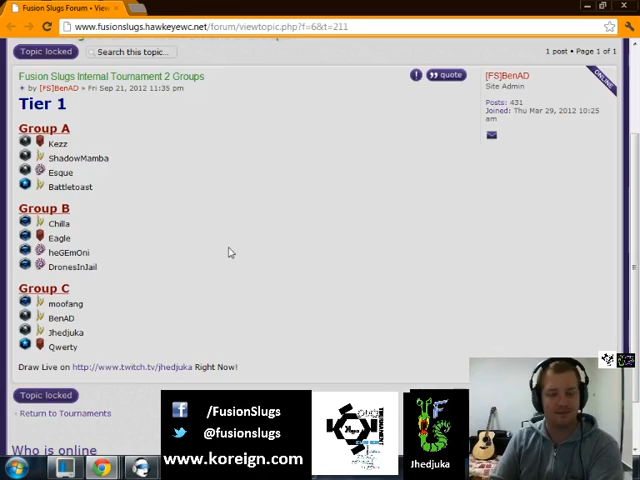 Fusion Slugs Forum • View
www.fusionslugs.hawkeyewc.net/forum/viewtopic.php?f=6&t=211
Topic locked
Search this topic…
1 post • Page 1 of 1
Fusion Slugs Internal Tournament 2 Groups
by [FS]BenAD » Fri Sep 21, 2012 11:35 pm
! quote
[FS]BenAD
Site Admin
ONLINE
Posts: 431
Joined: Thu Mar 29, 2012 10:25 am
Tier 1
Group A
Kezz
ShadowMamba
Esque
Battletoast
Group B
Chilla
Eagle
heGEmOni
DronesInJail
Group C
moofang
BenAD
Jhedjuka
Qwerty
Draw Live on http://www.twitch.tv/jhedjuka Right Now!
Topic locked
Return to Tournaments
Who is online
/FusionSlugs
@fusionslugs
www.koreign.com
Jhedjuka
6:56 PM